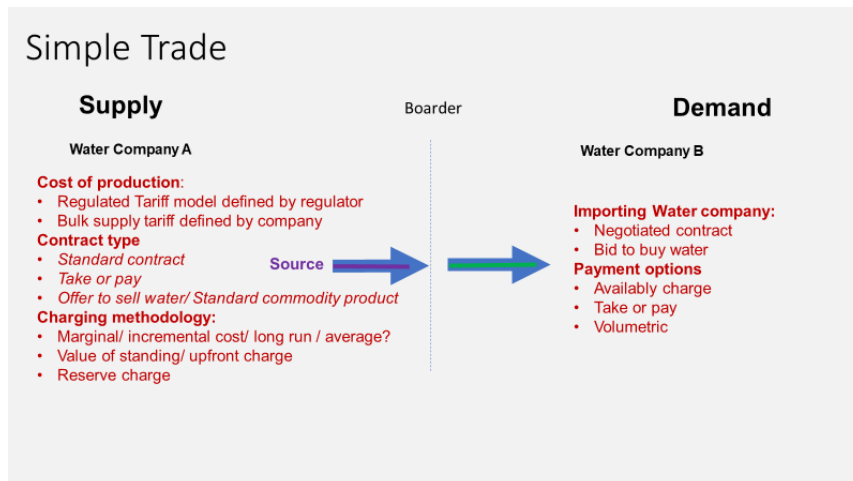 Simple Trade
Supply
Boarder
Demand
Water Company A
Water Company B
Cost of production:
• Regulated Tariff model defined by regulator
• Bulk supply tariff defined by company
Contract type
• Standard contract
• Take or pay
• Offer to sell water/ Standard commodity product
Charging methodology:
• Marginal/ incremental cost/ long run / average?
• Value of standing/ upfront charge
• Reserve charge
Source
Importing Water company:
• Negotiated contract
• Bid to buy water
Payment options
• Availably charge
• Take or pay
• Volumetric